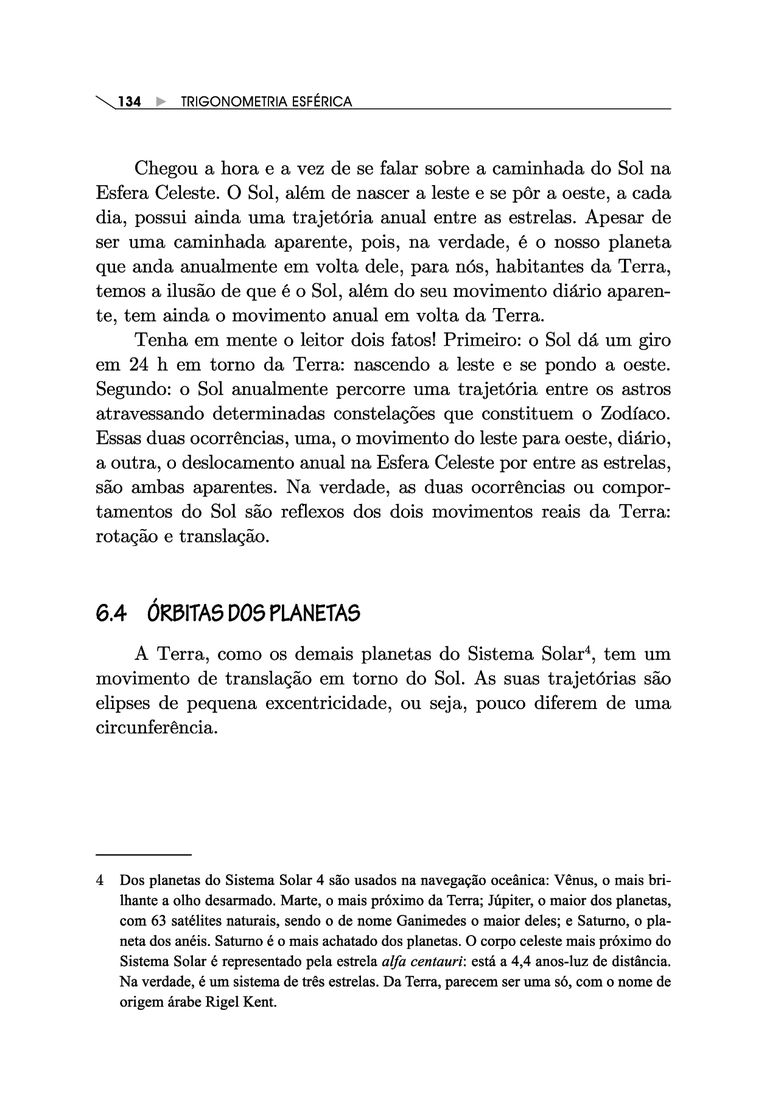 134 ► TRIGONOMETRIA ESFÉRICA
Chegou a hora e a vez de se falar sobre a caminhada do Sol na
Esfera Celeste. O Sol, além de nascer a leste e se pôr a oeste, a cada
dia, possui ainda uma trajetória anual entre as estrelas. Apesar de
ser uma caminhada aparente, pois, na verdade, é o nosso planeta
que anda anualmente em volta dele, para nós, habitantes da Terra,
temos a ilusão de que é o Sol, além do seu movimento diário aparen-
te, tem ainda o movimento anual em volta da Terra.
Tenha em mente o leitor dois fatos! Primeiro: o Sol dá um giro
em 24 h em torno da Terra: nascendo a leste e se pondo a oeste.
Segundo: o Sol anualmente percorre uma trajetória entre os astros
atravessando determinadas constelações que constituem o Zodíaco.
Essas duas ocorrências, uma, o movimento do leste para oeste, diário,
a outra, o deslocamento anual na Esfera Celeste por entre as estrelas,
são ambas aparentes. Na verdade, as duas ocorrências ou compor-
tamentos do Sol são reflexos dos dois movimentos reais da Terra:
rotação e translação.
6.4 ÓRBITAS DOS PLANETAS
A Terra, como os demais planetas do Sistema Solar⁴, tem um
movimento de translação em torno do Sol. As suas trajetórias são
elipses de pequena excentricidade, ou seja, pouco diferem de uma
circunferência.
4 Dos planetas do Sistema Solar 4 são usados na navegação oceânica: Vênus, o mais bri-
lhante a olho desarmado. Marte, o mais próximo da Terra; Júpiter, o maior dos planetas,
com 63 satélites naturais, sendo o de nome Ganimedes o maior deles; e Saturno, o pla-
neta dos anéis. Saturno é o mais achatado dos planetas. O corpo celeste mais próximo do
Sistema Solar é representado pela estrela alfa centauri: está a 4,4 anos-luz de distância.
Na verdade, é um sistema de três estrelas. Da Terra, parecem ser uma só, com o nome de
origem árabe Rigel Kent.